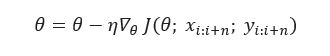 θ = θ − η∇θ J(θ; xi:i+n; yi:i+n)